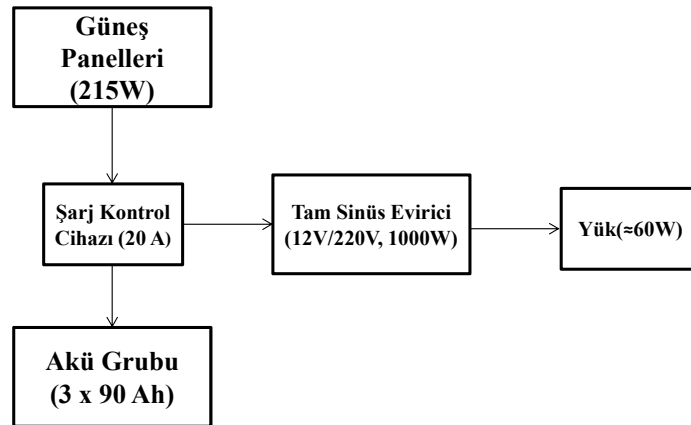 Güneş
Panelleri
(215W)
Şarj Kontrol
Cihazı (20 A)
Tam Sinüs Evirici
(12V/220V, 1000W)
Yük(≈60W)
Akü Grubu
(3 x 90 Ah)